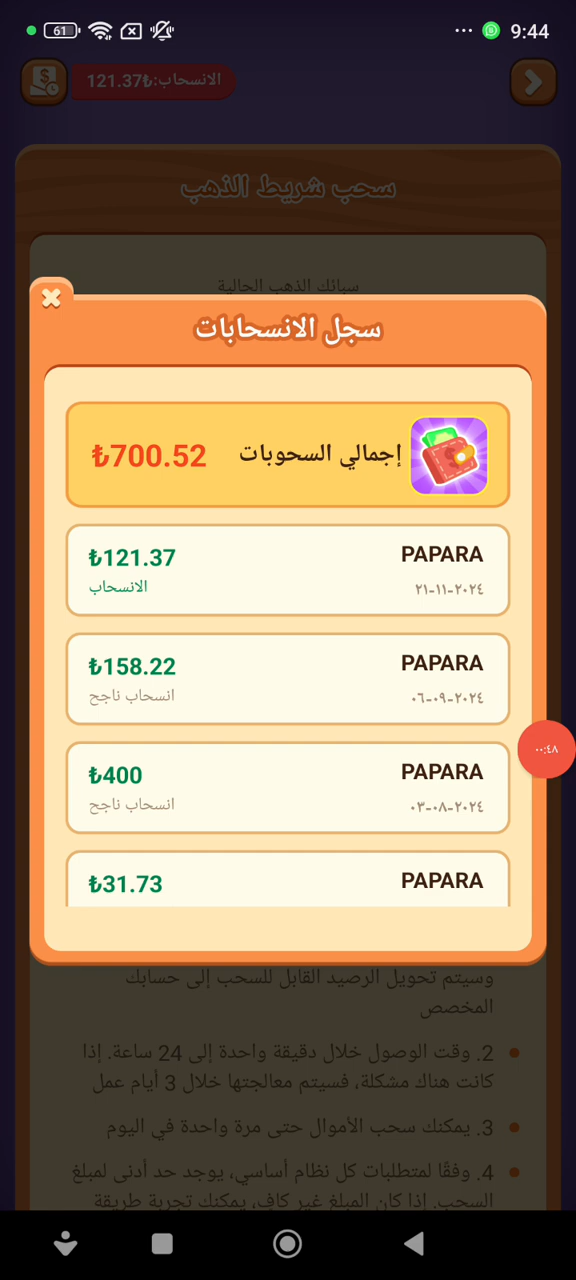 61
9:44
الانسحاب:₺121.37
سحب شريط الذهب
سبائك الذهب الحالية
سجل الانسحابات
إجمالي السحوبات
₺700.52
PAPARA
₺121.37
٢٠٢٤-١١-٢١
الانسحاب
PAPARA
₺158.22
٢٠٢٤-٠٩-٠٦
انسحاب ناجح
٠٠:٤٨
PAPARA
₺400
٢٠٢٤-٠٨-٠٣
انسحاب ناجح
PAPARA
₺31.73
وسيتم تحويل الرصيد القابل للسحب إلى حسابك
المخصص
2. وقت الوصول خلال دقيقة واحدة إلى 24 ساعة. إذا
كانت هناك مشكلة، فسيتم معالجتها خلال 3 أيام عمل
3. يمكنك سحب الأموال حتى مرة واحدة في اليوم
4. وفقًا لمتطلبات كل نظام أساسي، يوجد حد أدنى لمبلغ
السحب. إذا كان المبلغ غير كافٍ، يمكنك تجربة طريقة